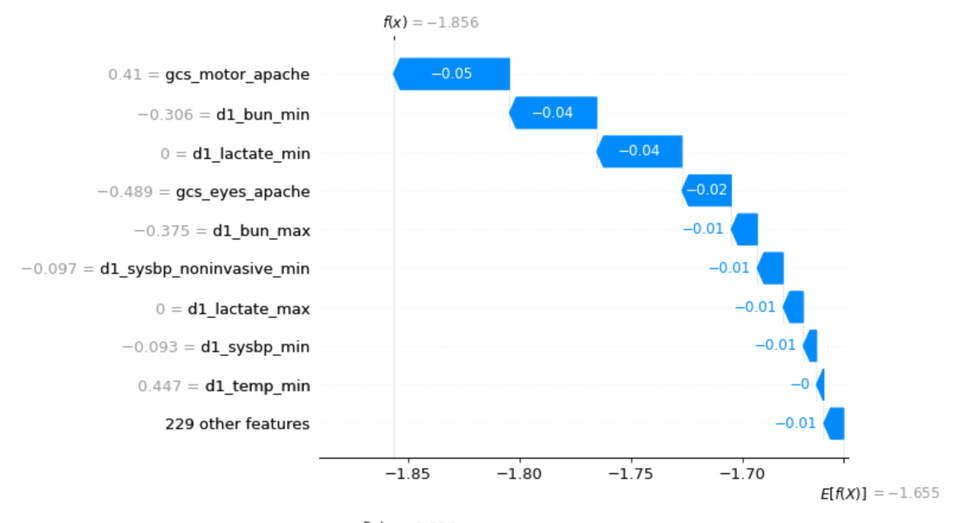 f(x) = −1.856
0.41 = gcs_motor_apache −0.05
−0.306 = d1_bun_min −0.04
0 = d1_lactate_min −0.04
−0.489 = gcs_eyes_apache −0.02
−0.375 = d1_bun_max −0.01
−0.097 = d1_sysbp_noninvasive_min −0.01
0 = d1_lactate_max −0.01
−0.093 = d1_sysbp_min −0.01
0.447 = d1_temp_min −0
229 other features −0.01
−1.85 −1.80 −1.75 −1.70
E[f(X)] = −1.655